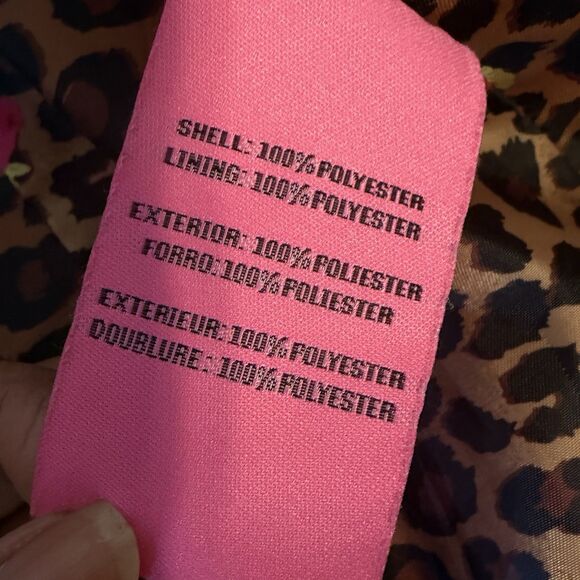 SHELL: 100% POLYESTER
LINING: 100% POLYESTER
EXTERIOR: 100% POLIESTER
FORRO: 100% POLIESTER
EXTERIEUR: 100% POLYESTER
DOUBLURE: 100% POLYESTER